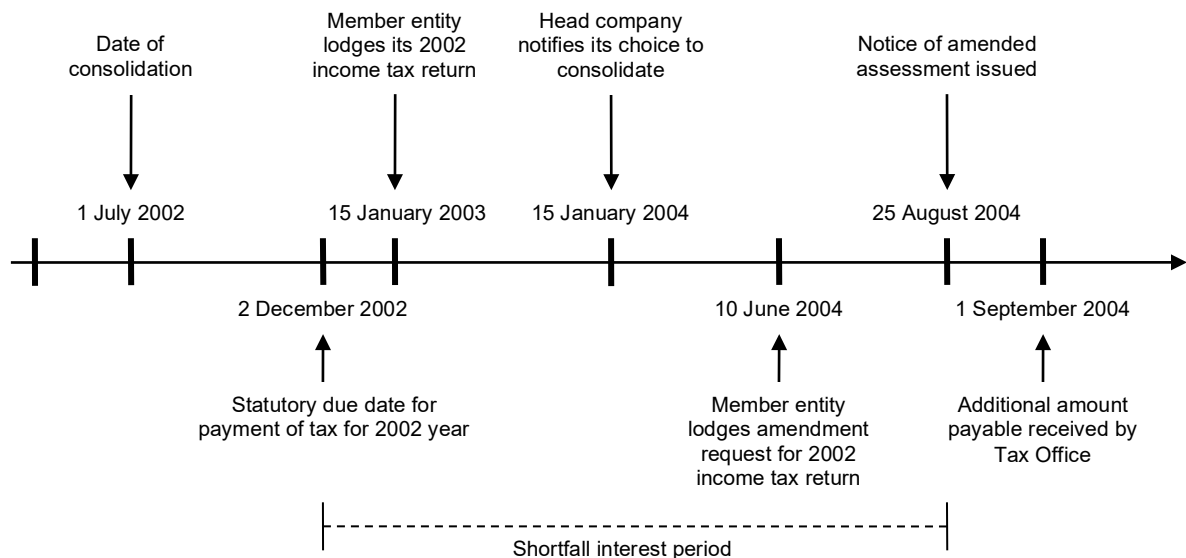 Date of
consolidation
Member entity
lodges its 2002
income tax return
Head company
notifies its choice to
consolidate
Notice of amended
assessment issued
1 July 2002
15 January 2003
15 January 2004
25 August 2004
2 December 2002
10 June 2004
1 September 2004
Statutory due date for
payment of tax for 2002 year
Member entity
lodges amendment
request for 2002
income tax return
Additional amount
payable received by
Tax Office
Shortfall interest period